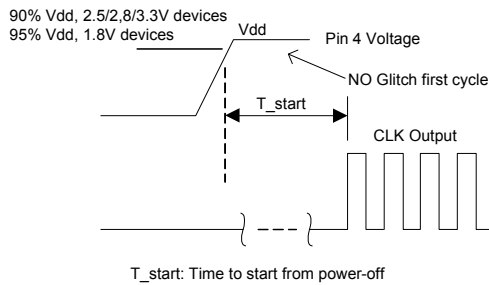 90% Vdd, 2.5/2,8/3.3V devices
95% Vdd, 1.8V devices
Vdd
Pin 4 Voltage
NO Glitch first cycle
T_start
CLK Output
T_start: Time to start from power-off